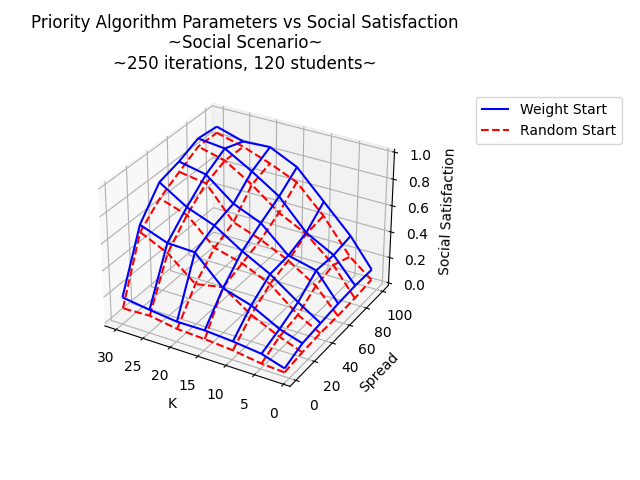 Priority Algorithm Parameters vs Social Satisfaction
~Social Scenario~
~250 iterations, 120 students~
Weight Start
Random Start
1.0
0.8
0.6
0.4
0.2
0.0
Social Satisfaction
100
80
60
40
20
0
Spread
30
25
20
15
10
5
0
K